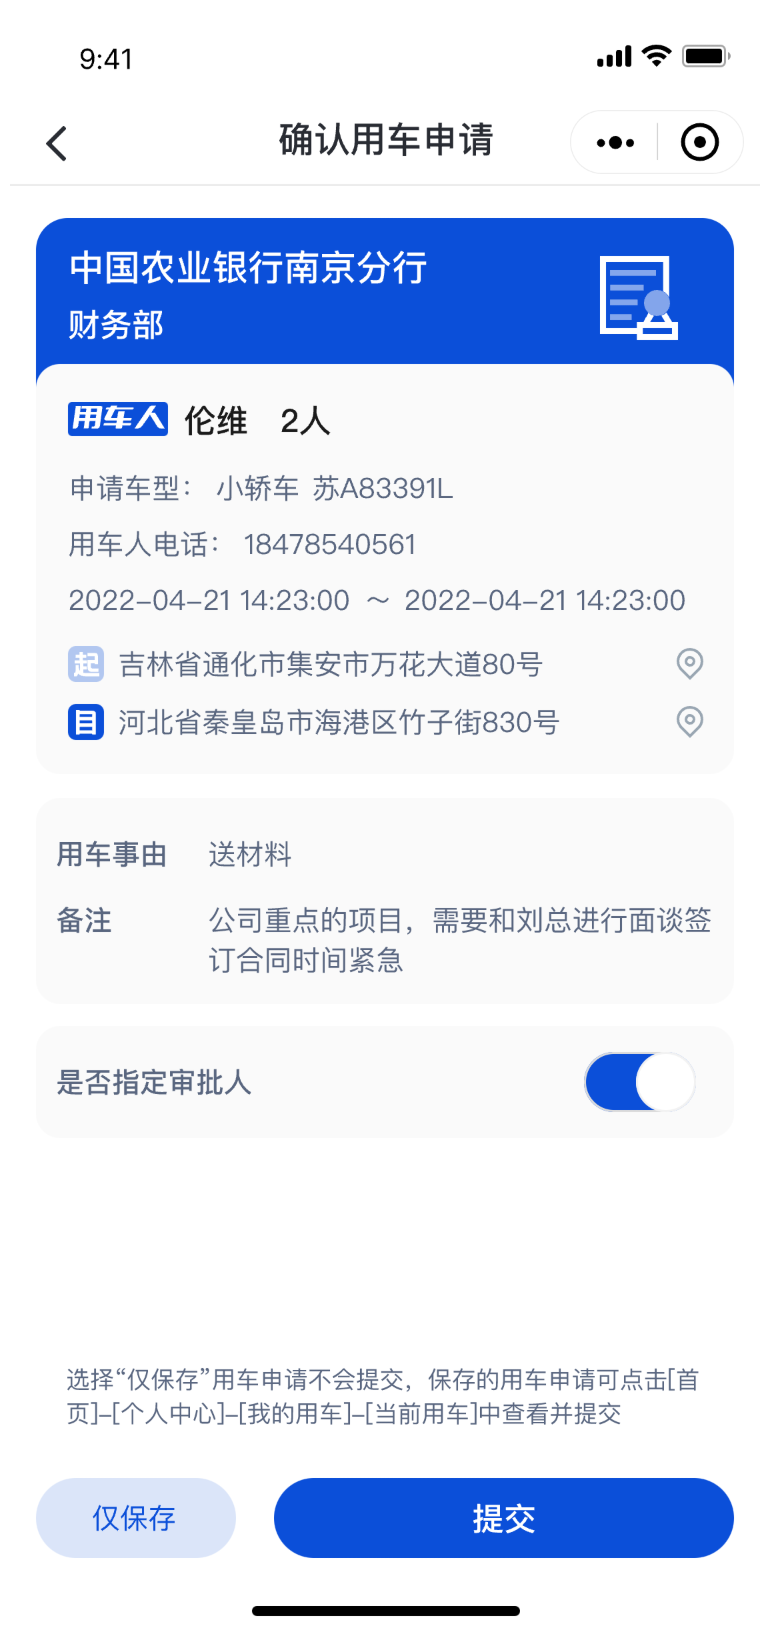 9:41
确认用车申请
中国农业银行南京分行
财务部
用车人 伦维 2人
申请车型： 小轿车 苏A83391L
用车人电话： 18478540561
2022-04-21 14:23:00 ～ 2022-04-21 14:23:00
起 吉林省通化市集安市万花大道80号
目 河北省秦皇岛市海港区竹子街830号
用车事由 送材料
备注 公司重点的项目，需要和刘总进行面谈签
订合同时间紧急
是否指定审批人
选择“仅保存”用车申请不会提交，保存的用车申请可点击[首
页]-[个人中心]-[我的用车]-[当前用车]中查看并提交
仅保存 提交